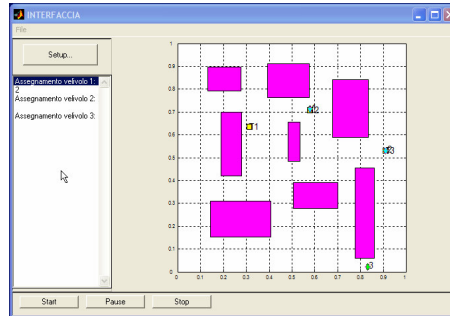 INTERFACCIA
File
Setup...
Assegnamento velivolo 1:
2
Assegnamento velivolo 2:
Assegnamento velivolo 3:
1
0.9
0.8
0.7
0.6
0.5
0.4
0.3
0.2
0.1
0
0 0.1 0.2 0.3 0.4 0.5 0.6 0.7 0.8 0.9 1
T1
3
Start Pause Stop